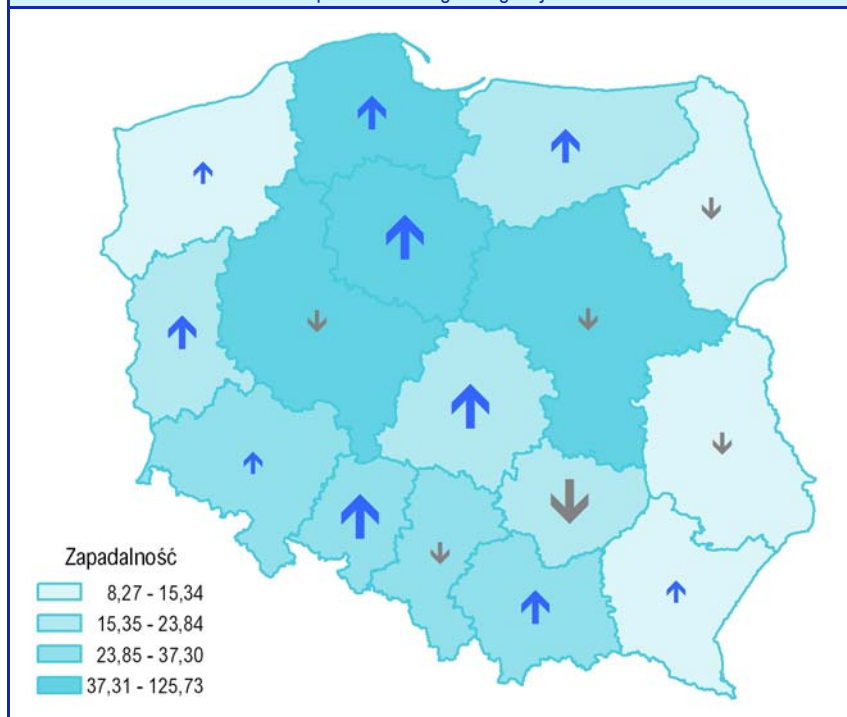 Zapadalność
8,27 - 15,34
15,35 - 23,84
23,85 - 37,30
37,31 - 125,73